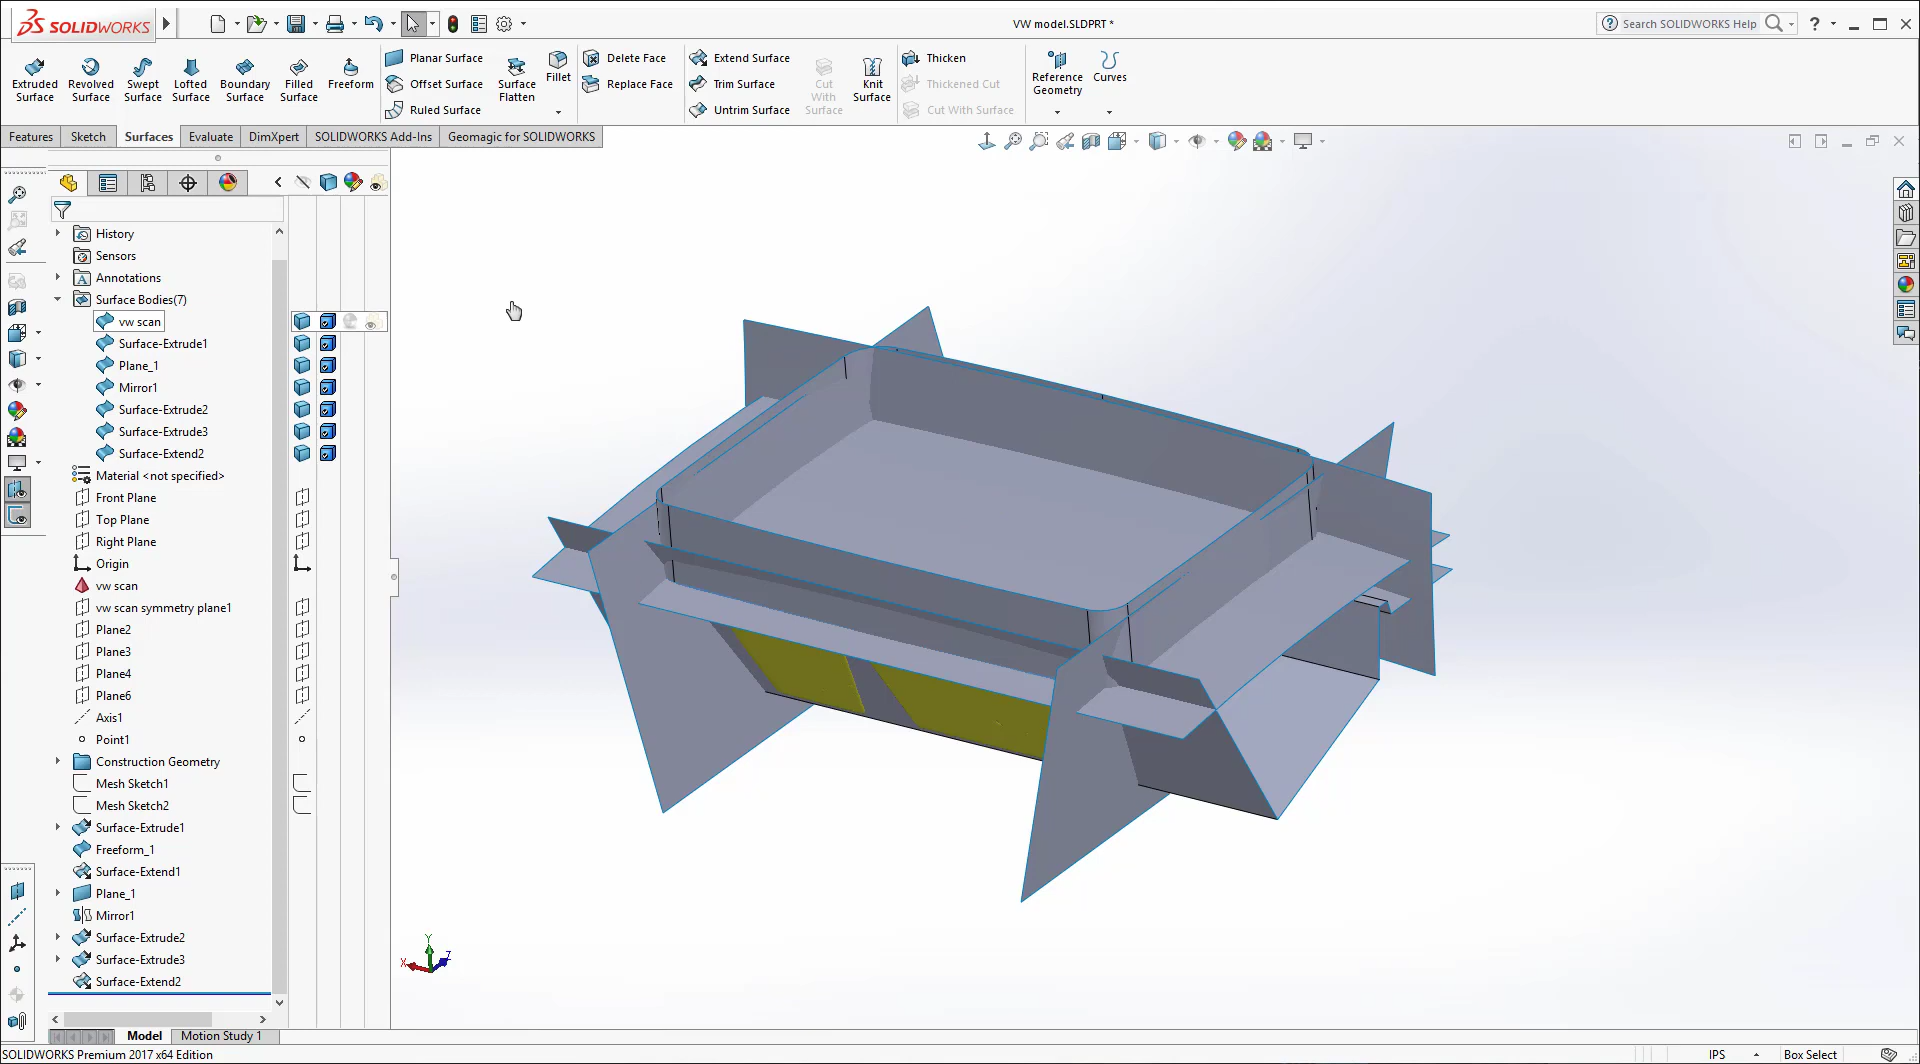 SOLIDWORKS
VW model.SLDPRT *
Search SOLIDWORKS Help
?
Extruded Surface
Revolved Surface
Swept Surface
Lofted Surface
Boundary Surface
Filled Surface
Freeform
Planar Surface
Offset Surface
Ruled Surface
Surface Flatten
Fillet
Delete Face
Replace Face
Extend Surface
Trim Surface
Untrim Surface
Cut With Surface
Knit Surface
Thicken
Thickened Cut
Cut With Surface
Reference Geometry
Curves
Features
Sketch
Surfaces
Evaluate
DimXpert
SOLIDWORKS Add-Ins
Geomagic for SOLIDWORKS
History
Sensors
Annotations
Surface Bodies(7)
vw scan
Surface-Extrude1
Plane_1
Mirror1
Surface-Extrude2
Surface-Extrude3
Surface-Extend2
Material <not specified>
Front Plane
Top Plane
Right Plane
Origin
vw scan
vw scan symmetry plane1
Plane2
Plane3
Plane4
Plane6
Axis1
Point1
Construction Geometry
Mesh Sketch1
Mesh Sketch2
Surface-Extrude1
Freeform_1
Surface-Extend1
Plane_1
Mirror1
Surface-Extrude2
Surface-Extrude3
Surface-Extend2
Y
X
Z
Model
Motion Study 1
SOLIDWORKS Premium 2017 x64 Edition
IPS
Box Select